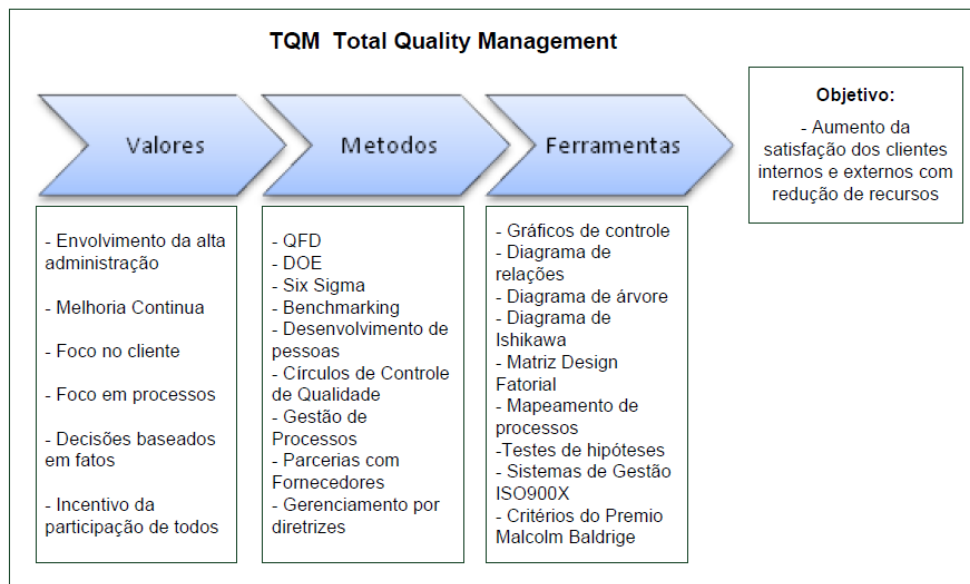 TQM  Total Quality Management
Valores
Metodos
Ferramentas
Objetivo:
- Aumento da
satisfação dos clientes
internos e externos com
redução de recursos
- Envolvimento da alta
administração
- Melhoria Continua
- Foco no cliente
- Foco em processos
- Decisões baseados
em fatos
- Incentivo da
participação de todos
- QFD
- DOE
- Six Sigma
- Benchmarking
- Desenvolvimento de
pessoas
- Círculos de Controle
de Qualidade
- Gestão de
Processos
- Parcerias com
Fornecedores
- Gerenciamento por
diretrizes
- Gráficos de controle
- Diagrama de
relações
- Diagrama de árvore
- Diagrama de
Ishikawa
- Matriz Design
Fatorial
- Mapeamento de
processos
-Testes de hipóteses
- Sistemas de Gestão
ISO900X
- Critérios do Premio
Malcolm Baldrige